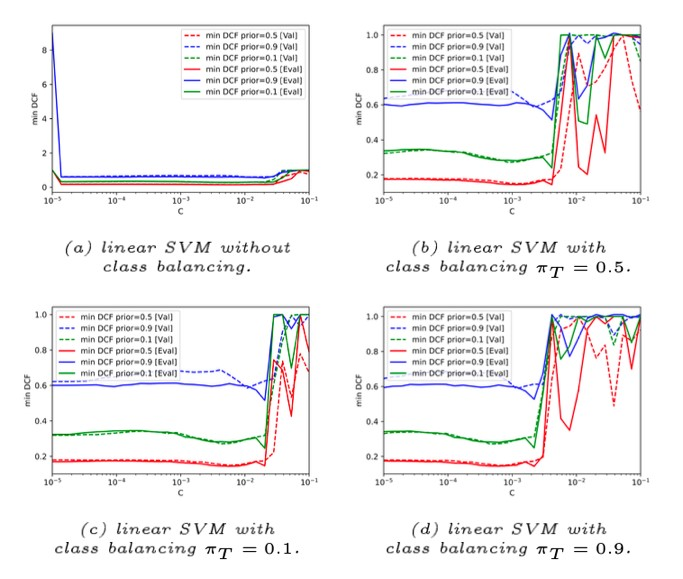 min DCF prior=0.5 [Val]
min DCF prior=0.9 [Val]
min DCF prior=0.1 [Val]
min DCF prior=0.5 [Eval]
min DCF prior=0.9 [Eval]
min DCF prior=0.1 [Eval]
min DCF
8
6
4
2
0
10⁻⁵ 10⁻⁴ 10⁻³ 10⁻² 10⁻¹
C
(a) linear SVM without
class balancing.
min DCF prior=0.5 [Val]
min DCF prior=0.9 [Val]
min DCF prior=0.1 [Val]
min DCF prior=0.5 [Eval]
min DCF prior=0.9 [Eval]
min DCF prior=0.1 [Eval]
min DCF
1.0
0.8
0.6
0.4
0.2
10⁻⁵ 10⁻⁴ 10⁻³ 10⁻² 10⁻¹
C
(b) linear SVM with
class balancing π_T = 0.5.
min DCF prior=0.5 [Val]
min DCF prior=0.9 [Val]
min DCF prior=0.1 [Val]
min DCF prior=0.5 [Eval]
min DCF prior=0.9 [Eval]
min DCF prior=0.1 [Eval]
min DCF
1.0
0.8
0.6
0.4
0.2
10⁻⁵ 10⁻⁴ 10⁻³ 10⁻² 10⁻¹
C
(c) linear SVM with
class balancing π_T = 0.1.
min DCF prior=0.5 [Val]
min DCF prior=0.9 [Val]
min DCF prior=0.1 [Val]
min DCF prior=0.5 [Eval]
min DCF prior=0.9 [Eval]
min DCF prior=0.1 [Eval]
min DCF
1.0
0.8
0.6
0.4
0.2
10⁻⁵ 10⁻⁴ 10⁻³ 10⁻² 10⁻¹
C
(d) linear SVM with
class balancing π_T = 0.9.